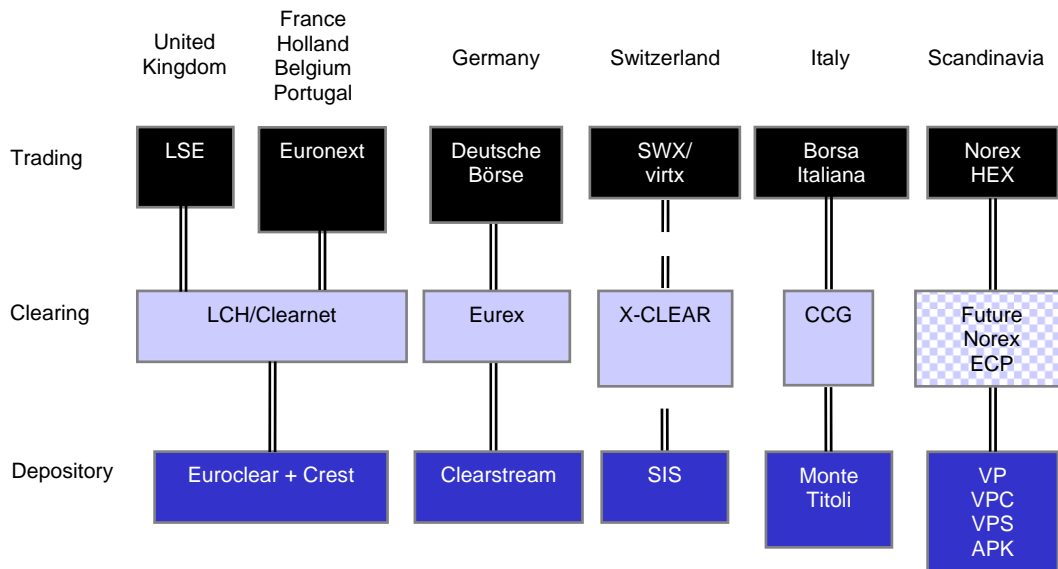 United
Kingdom
France
Holland
Belgium
Portugal
Germany
Switzerland
Italy
Scandinavia
Trading
LSE
Euronext
Deutsche
Börse
SWX/
virtx
Borsa
Italiana
Norex
HEX
Clearing
LCH/Clearnet
Eurex
X-CLEAR
CCG
Future
Norex
ECP
Depository
Euroclear + Crest
Clearstream
SIS
Monte
Titoli
VP
VPC
VPS
APK